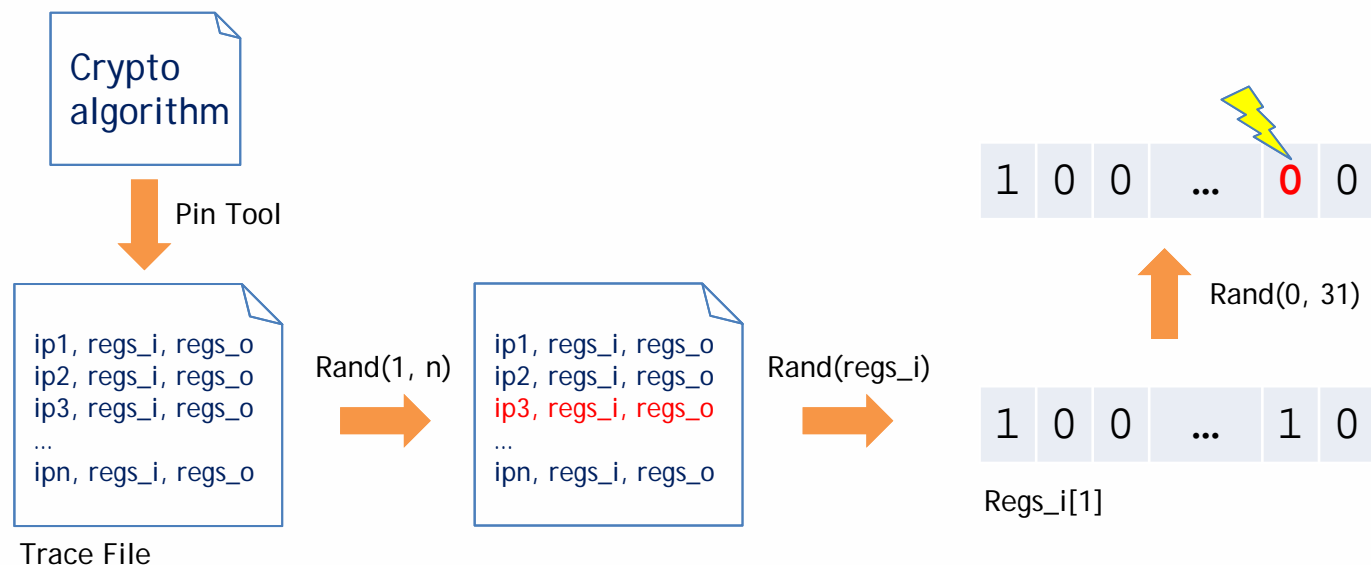 Crypto
algorithm
Pin Tool
ip1, regs_i, regs_o
ip2, regs_i, regs_o
ip3, regs_i, regs_o
...
ipn, regs_i, regs_o
Trace File
Rand(1, n)
ip1, regs_i, regs_o
ip2, regs_i, regs_o
ip3, regs_i, regs_o
...
ipn, regs_i, regs_o
Rand(regs_i)
1 0 0 ... 0 0
Rand(0, 31)
1 0 0 ... 1 0
Regs_i[1]